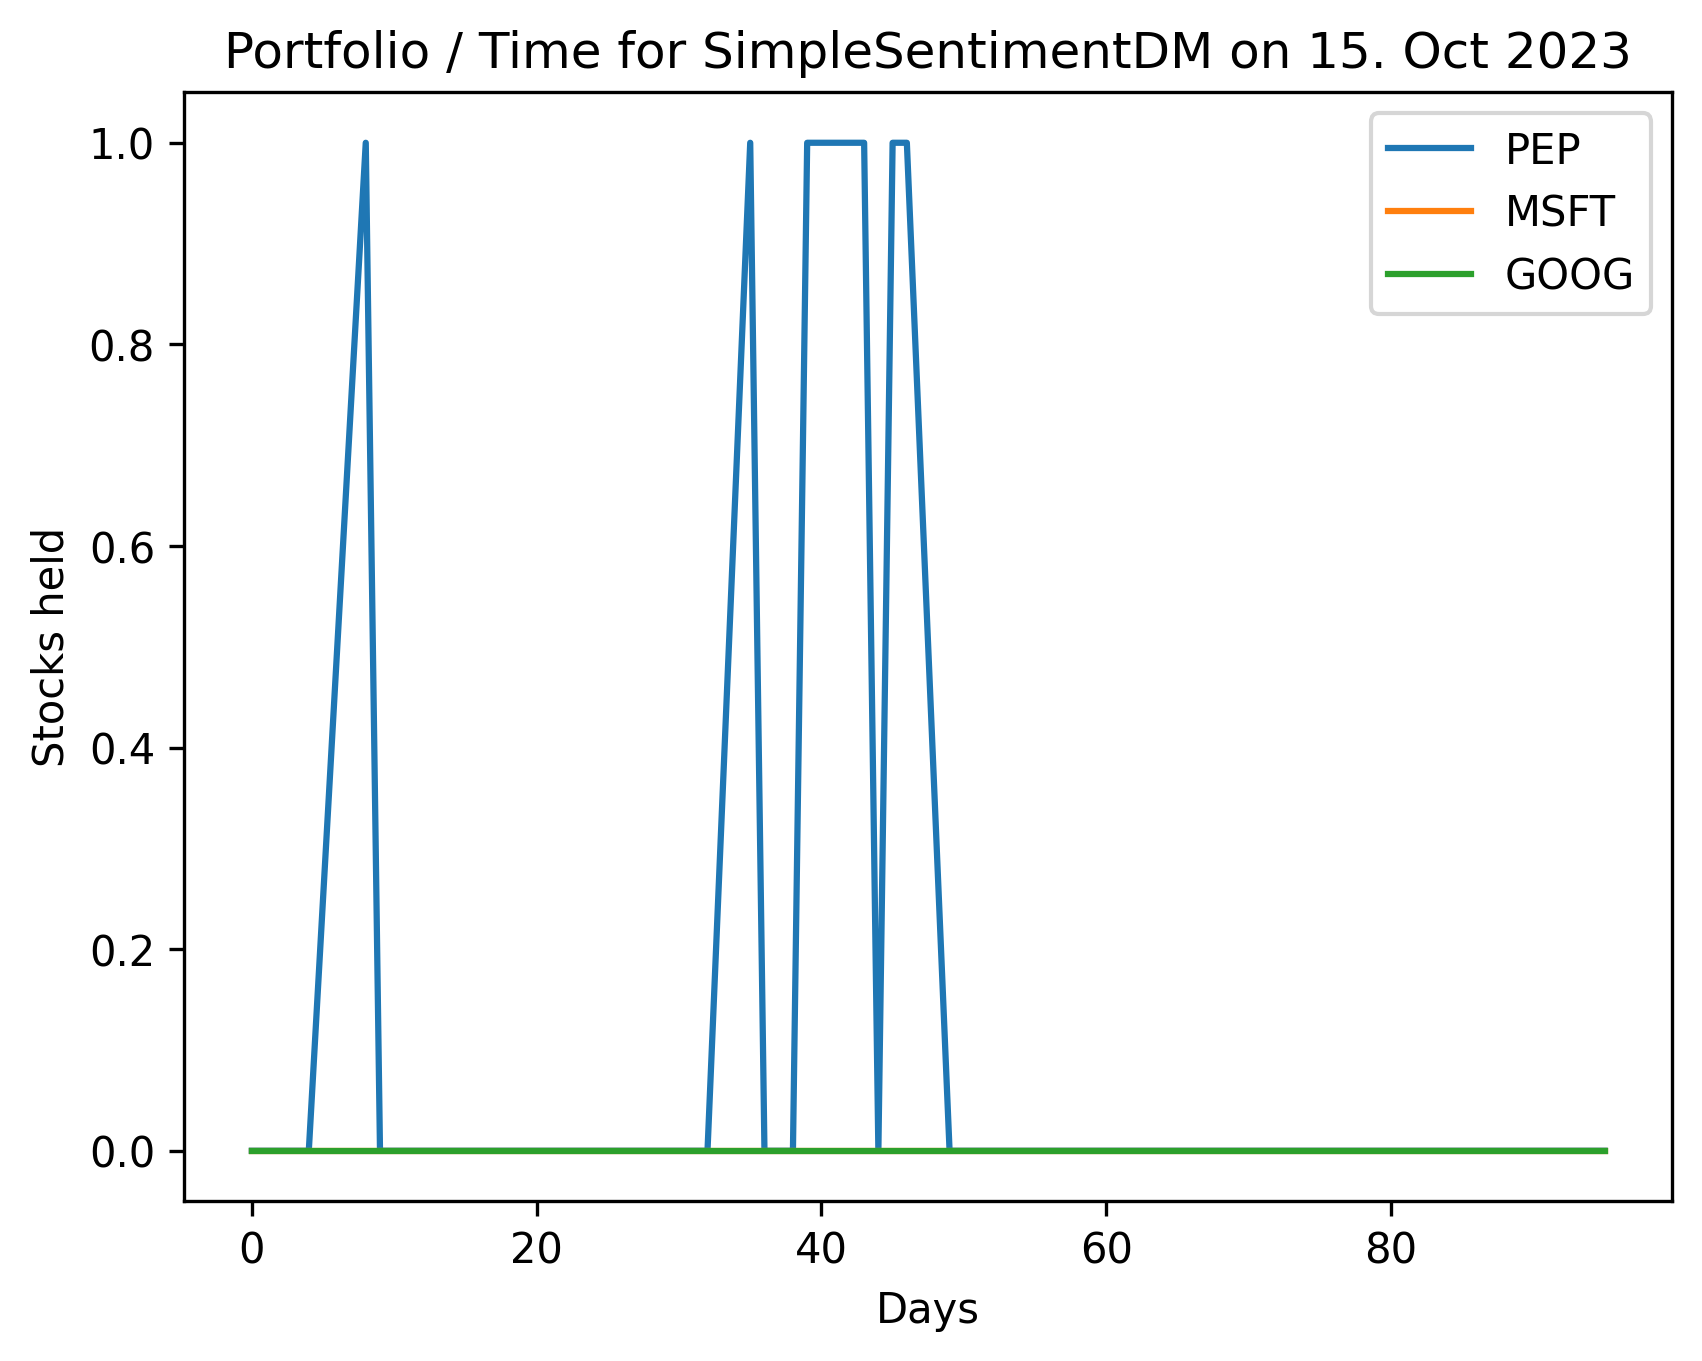 Portfolio / Time for SimpleSentimentDM on 15. Oct 2023
PEP
MSFT
GOOG
Stocks held
1.0
0.8
0.6
0.4
0.2
0.0
0 20 40 60 80
Days